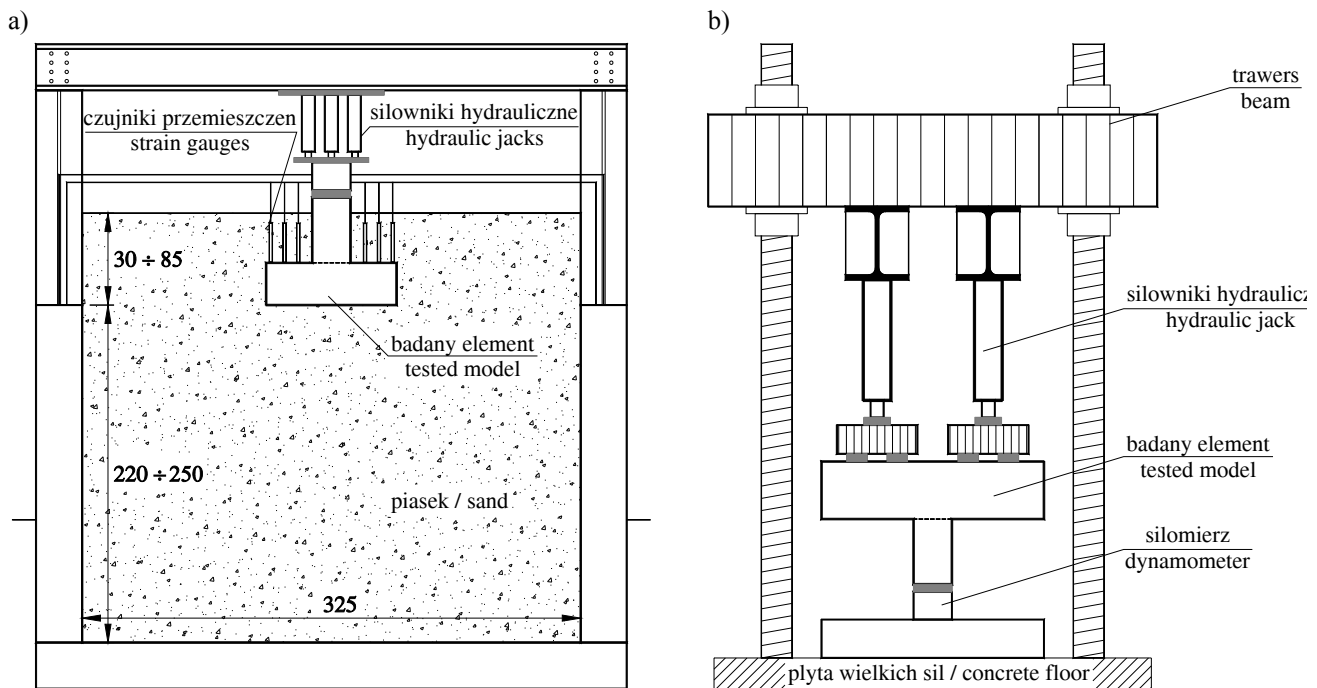 a)
czujniki przemieszczen
strain gauges
silowniki hydrauliczne
hydraulic jacks
30 ÷ 85
badany element
tested model
220 ÷ 250
piasek / sand
325
b)
trawers
beam
silowniki hydraulicz
hydraulic jack
badany element
tested model
silomierz
dynamometer
plyta wielkich sil / concrete floor